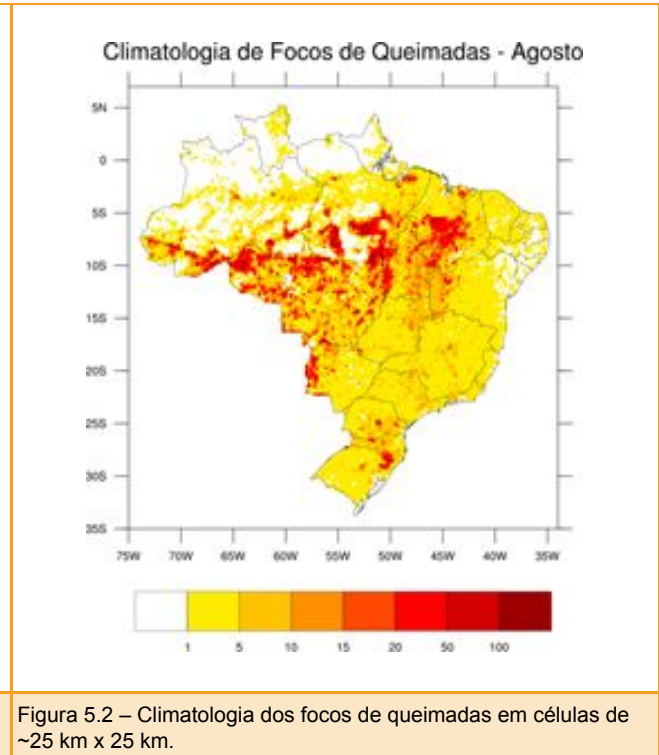 Climatologia de Focos de Queimadas - Agosto
5N
0
5S
10S
15S
20S
25S
30S
35S
75W 70W 65W 60W 55W 50W 45W 40W 35W
1 5 10 15 20 50 100
Figura 5.2 – Climatologia dos focos de queimadas em células de
~25 km x 25 km.